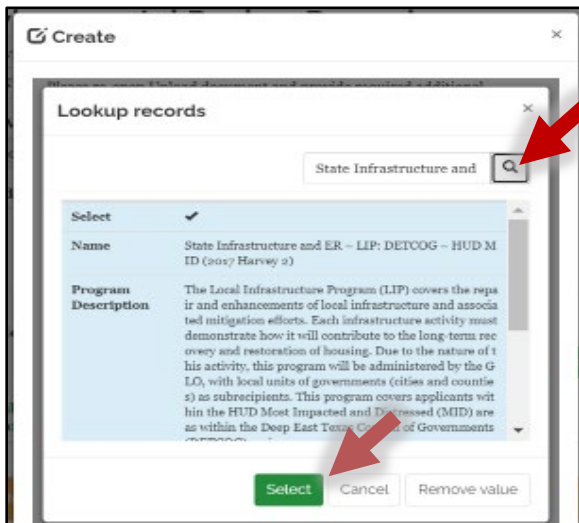 Create
×
Lookup records
×
State Infrastructure and
Select
✓
Name
State Infrastructure and ER – LIP: DETCOG – HUD M
ID (2017 Harvey 2)
Program
Description
The Local Infrastructure Program (LIP) covers the repa
ir and enhancements of local infrastructure and associa
ted mitigation efforts. Each infrastructure activity must
demonstrate how it will contribute to the long-term rec
overy and restoration of housing. Due to the nature of t
his activity, this program will be administered by the G
LO, with local units of governments (cities and countie
s) as subrecipients. This program covers applicants wit
hin the HUD Most Impacted and Distressed (MID) are
as within the Deep East Texas Council of Governments
Select
Cancel
Remove value